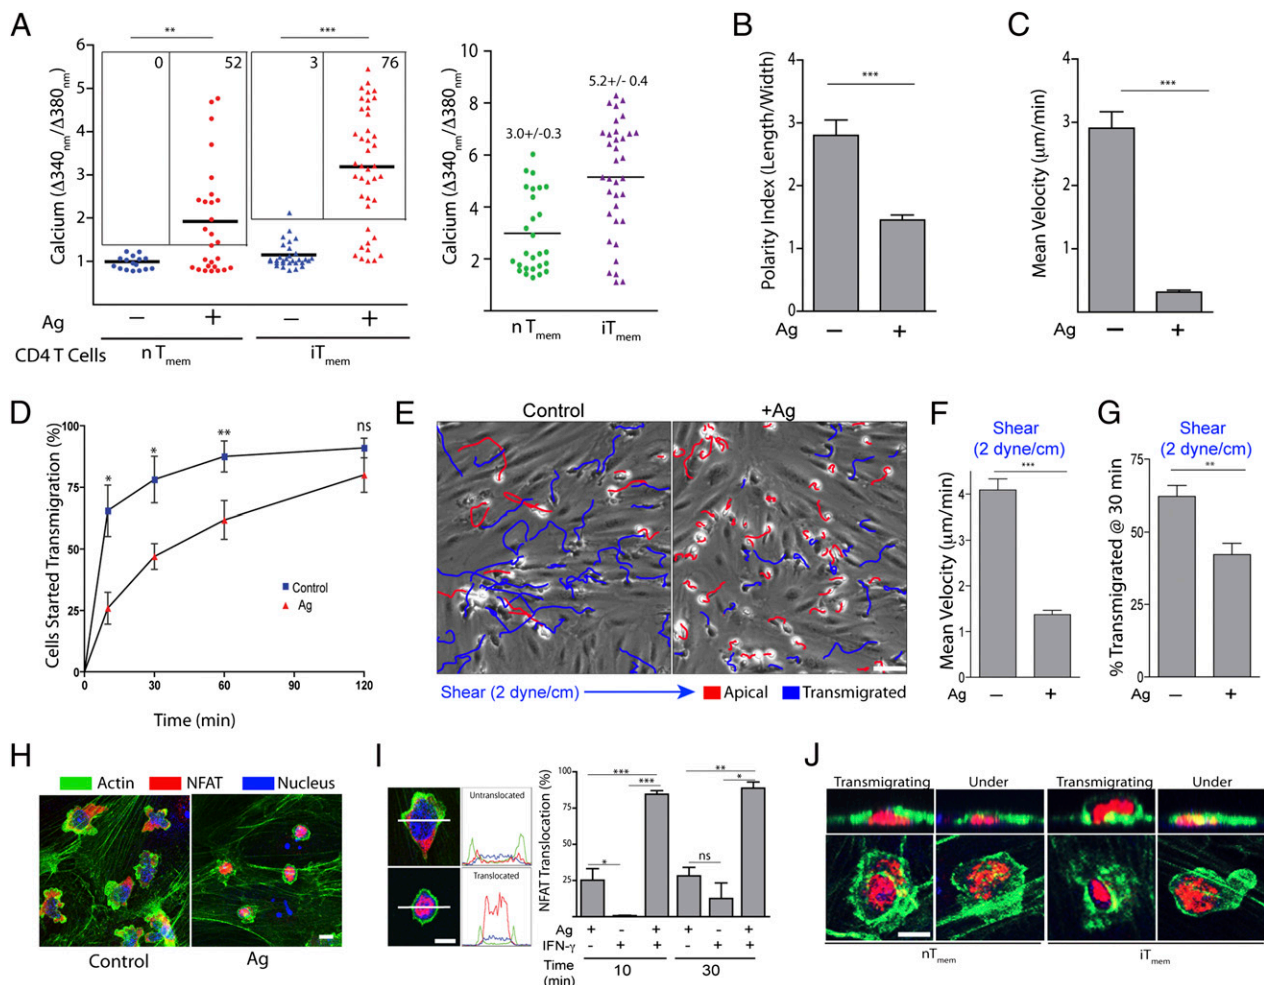 A
** ***
6
5
4
3
2
1
0
0 52 3 76
Calcium (Δ340nm/Δ380nm)
Ag − + − +
CD4 T Cells n Tmem iTmem
10
8
6
4
2
Calcium (Δ340nm/Δ380nm)
3.0+/-0.3
5.2+/- 0.4
n Tmem iTmem
B
***
4
3
2
1
0
Polarity Index (Length/Width)
Ag − +
C
***
4
3
2
1
Mean Velocity (μm/min)
Ag − +
D
100
75
50
25
0
Cells Started Transmigration (%)
* * ** ns
Control
Ag
0 30 60 90 120
Time (min)
E
Control +Ag
Shear (2 dyne/cm) Apical Transmigrated
F
Shear
(2 dyne/cm)
***
4
3
2
1
0
Mean Velocity (μm/min)
Ag − +
G
Shear
(2 dyne/cm)
**
75
50
25
0
% Transmigrated @ 30 min
Ag − +
H
Actin NFAT Nucleus
Control Ag
I
Untranslocated
Translocated
NFAT Translocation (%)
100
75
50
25
0
*** **
*** *
* ns
Ag + - + + - +
IFN-γ - + + - + +
Time 10 30
(min)
J
Transmigrating Under Transmigrating Under
nTmem iTmem